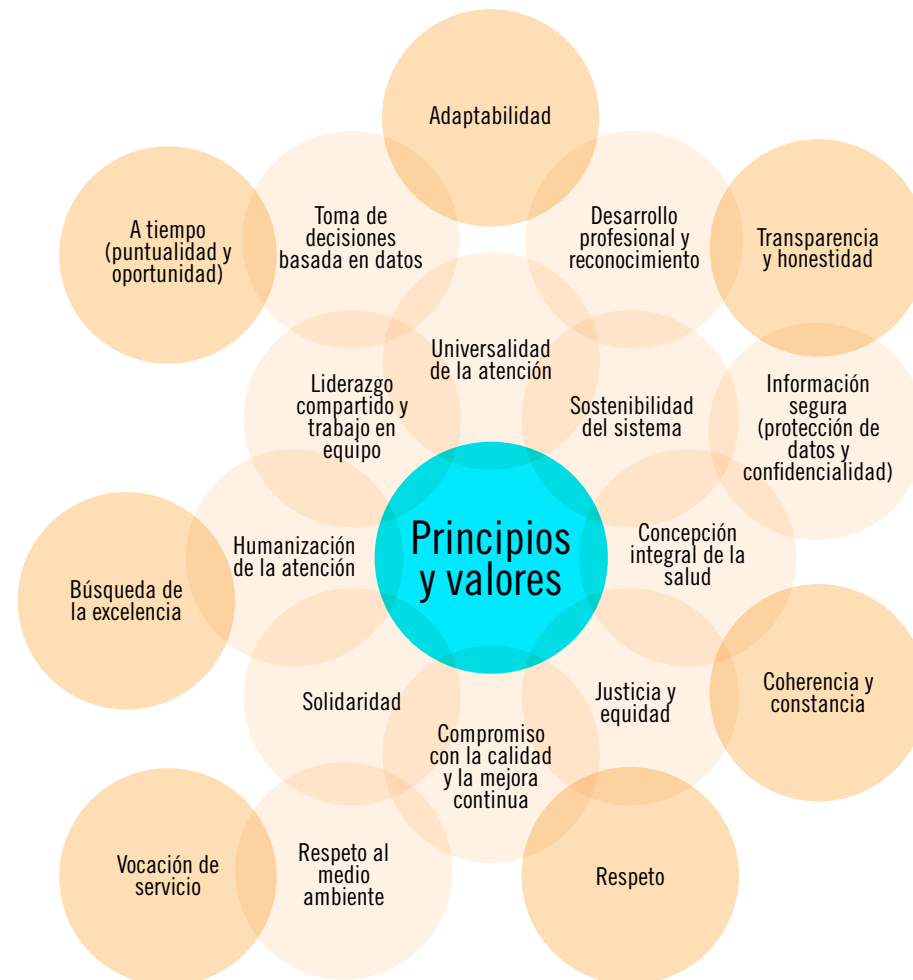 Adaptabilidad
A tiempo
(puntualidad y
oportunidad)
Toma de
decisiones
basada en datos
Desarrollo
profesional y
reconocimiento
Transparencia
y honestidad
Universalidad
de la atención
Liderazgo
compartido y
trabajo en
equipo
Sostenibilidad
del sistema
Información
segura
(protección de
datos y
confidencialidad)
Humanización
de la atención
Principios
y valores
Concepción
integral de la
salud
Búsqueda de
la excelencia
Solidaridad
Compromiso
con la calidad
y la mejora
continua
Justicia y
equidad
Coherencia y
constancia
Vocación de
servicio
Respeto al
medio
ambiente
Respeto